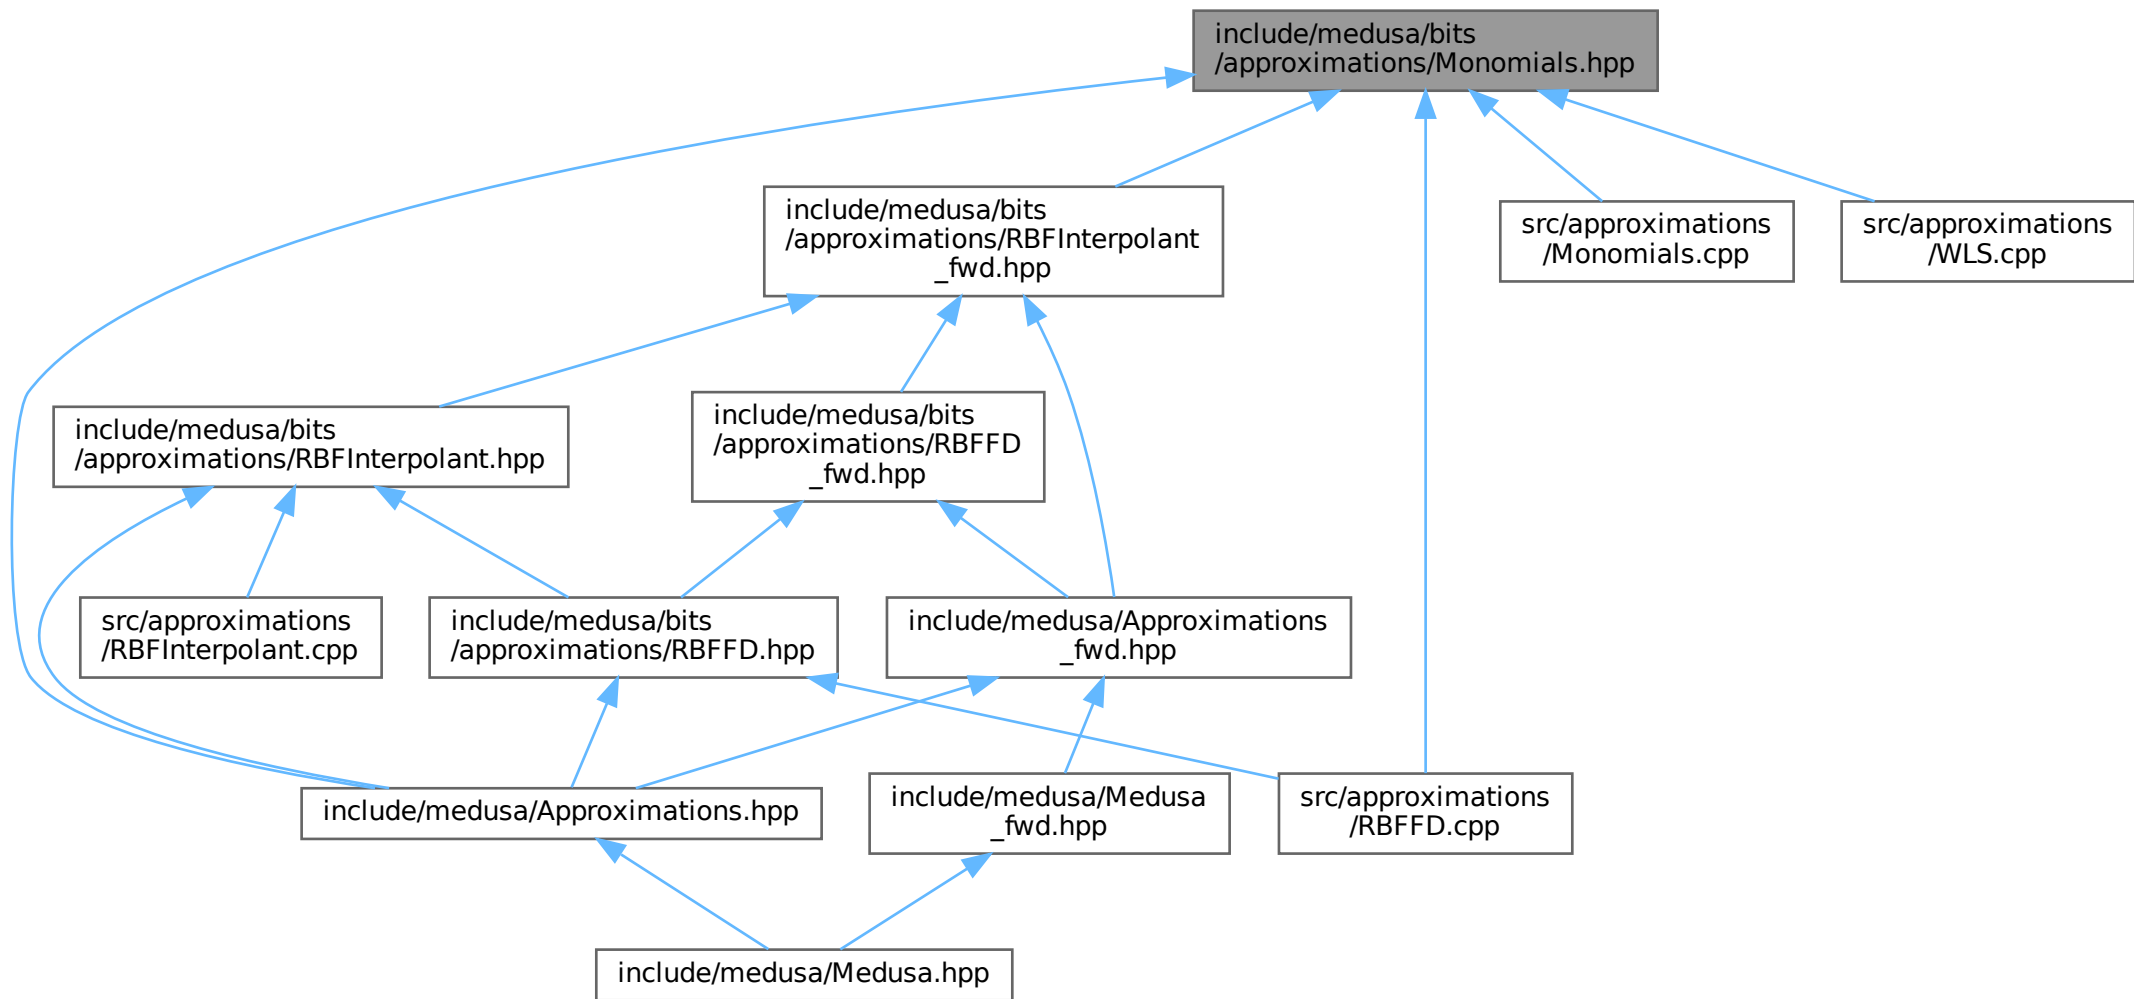 include/medusa/bits
/approximations/Monomials.hpp
include/medusa/bits
/approximations/RBFInterpolant
_fwd.hpp
src/approximations
/Monomials.cpp
src/approximations
/WLS.cpp
include/medusa/bits
/approximations/RBFInterpolant.hpp
include/medusa/bits
/approximations/RBFFD
_fwd.hpp
src/approximations
/RBFInterpolant.cpp
include/medusa/bits
/approximations/RBFFD.hpp
include/medusa/Approximations
_fwd.hpp
include/medusa/Approximations.hpp
include/medusa/Medusa
_fwd.hpp
src/approximations
/RBFFD.cpp
include/medusa/Medusa.hpp